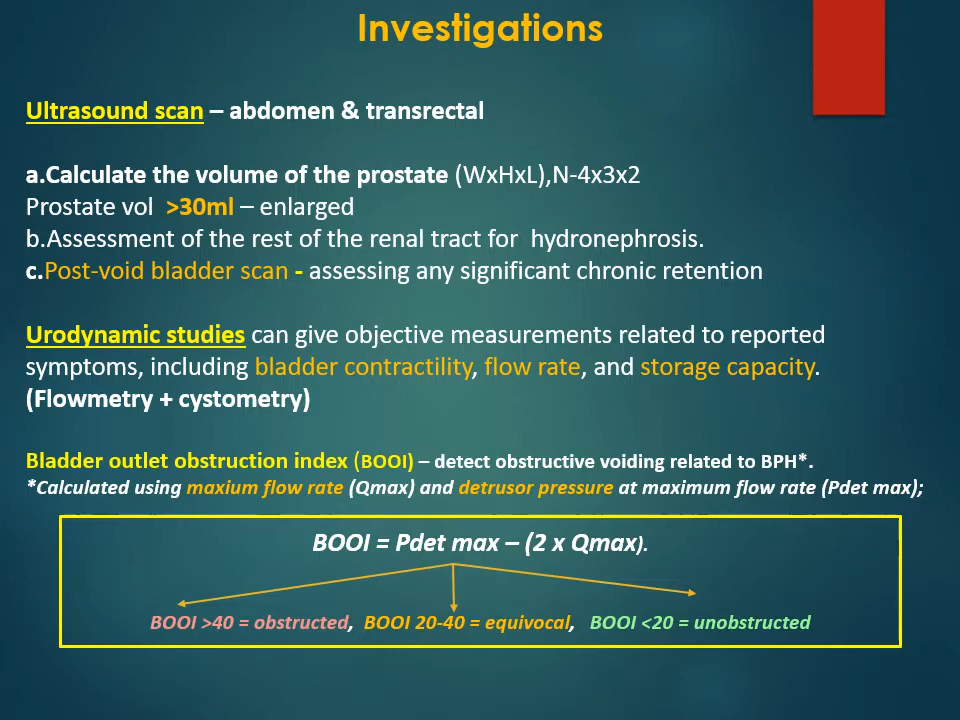 Investigations
Ultrasound scan – abdomen & transrectal
a.Calculate the volume of the prostate (WxHxL),N-4x3x2
Prostate vol >30ml – enlarged
b.Assessment of the rest of the renal tract for hydronephrosis.
c.Post-void bladder scan - assessing any significant chronic retention
Urodynamic studies can give objective measurements related to reported
symptoms, including bladder contractility, flow rate, and storage capacity.
(Flowmetry + cystometry)
Bladder outlet obstruction index (BOOI) – detect obstructive voiding related to BPH*.
*Calculated using maxium flow rate (Qmax) and detrusor pressure at maximum flow rate (Pdet max);
BOOI = Pdet max – (2 x Qmax).
BOOI >40 = obstructed, BOOI 20-40 = equivocal, BOOI <20 = unobstructed